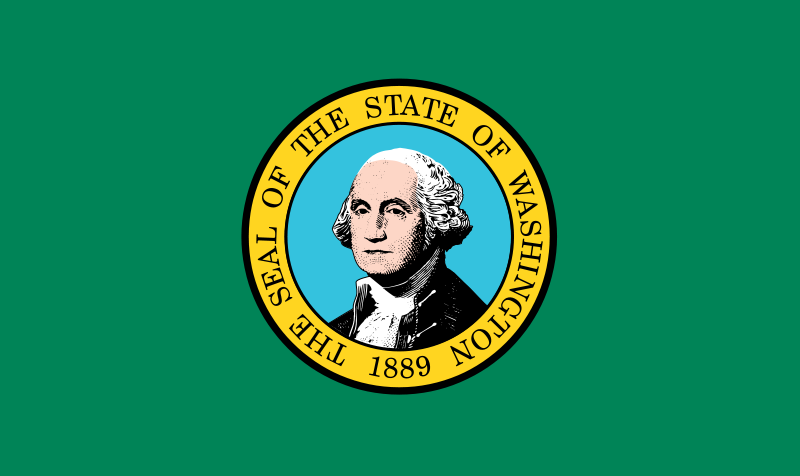 THE SEAL OF THE STATE OF WASHINGTON
1889